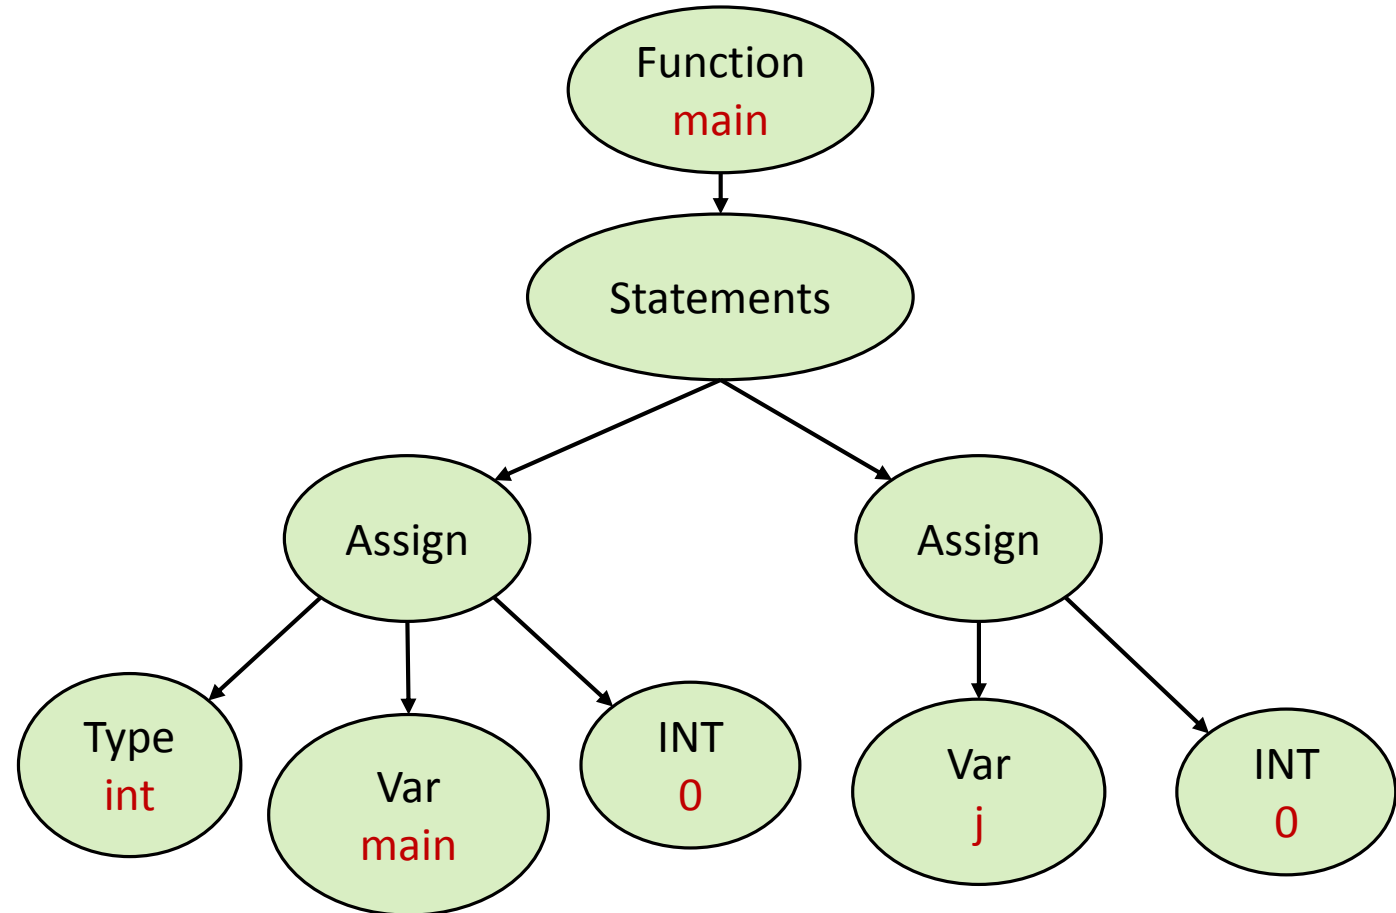 Function
main
Statements
Assign
Assign
Type
int
Var
main
INT
0
Var
j
INT
0